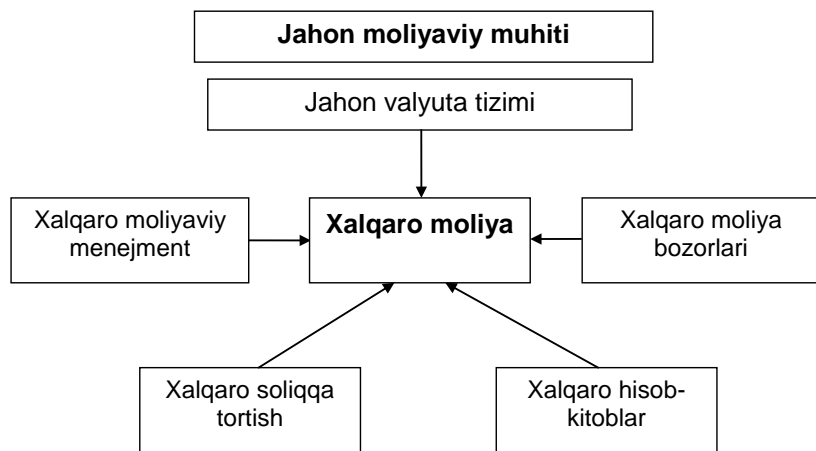 Jahon moliyaviy muhiti
Jahon valyuta tizimi
Xalqaro moliyaviy
menejment
Xalqaro moliya
Xalqaro moliya
bozorlari
Xalqaro soliqqa
tortish
Xalqaro hisob-
kitoblar